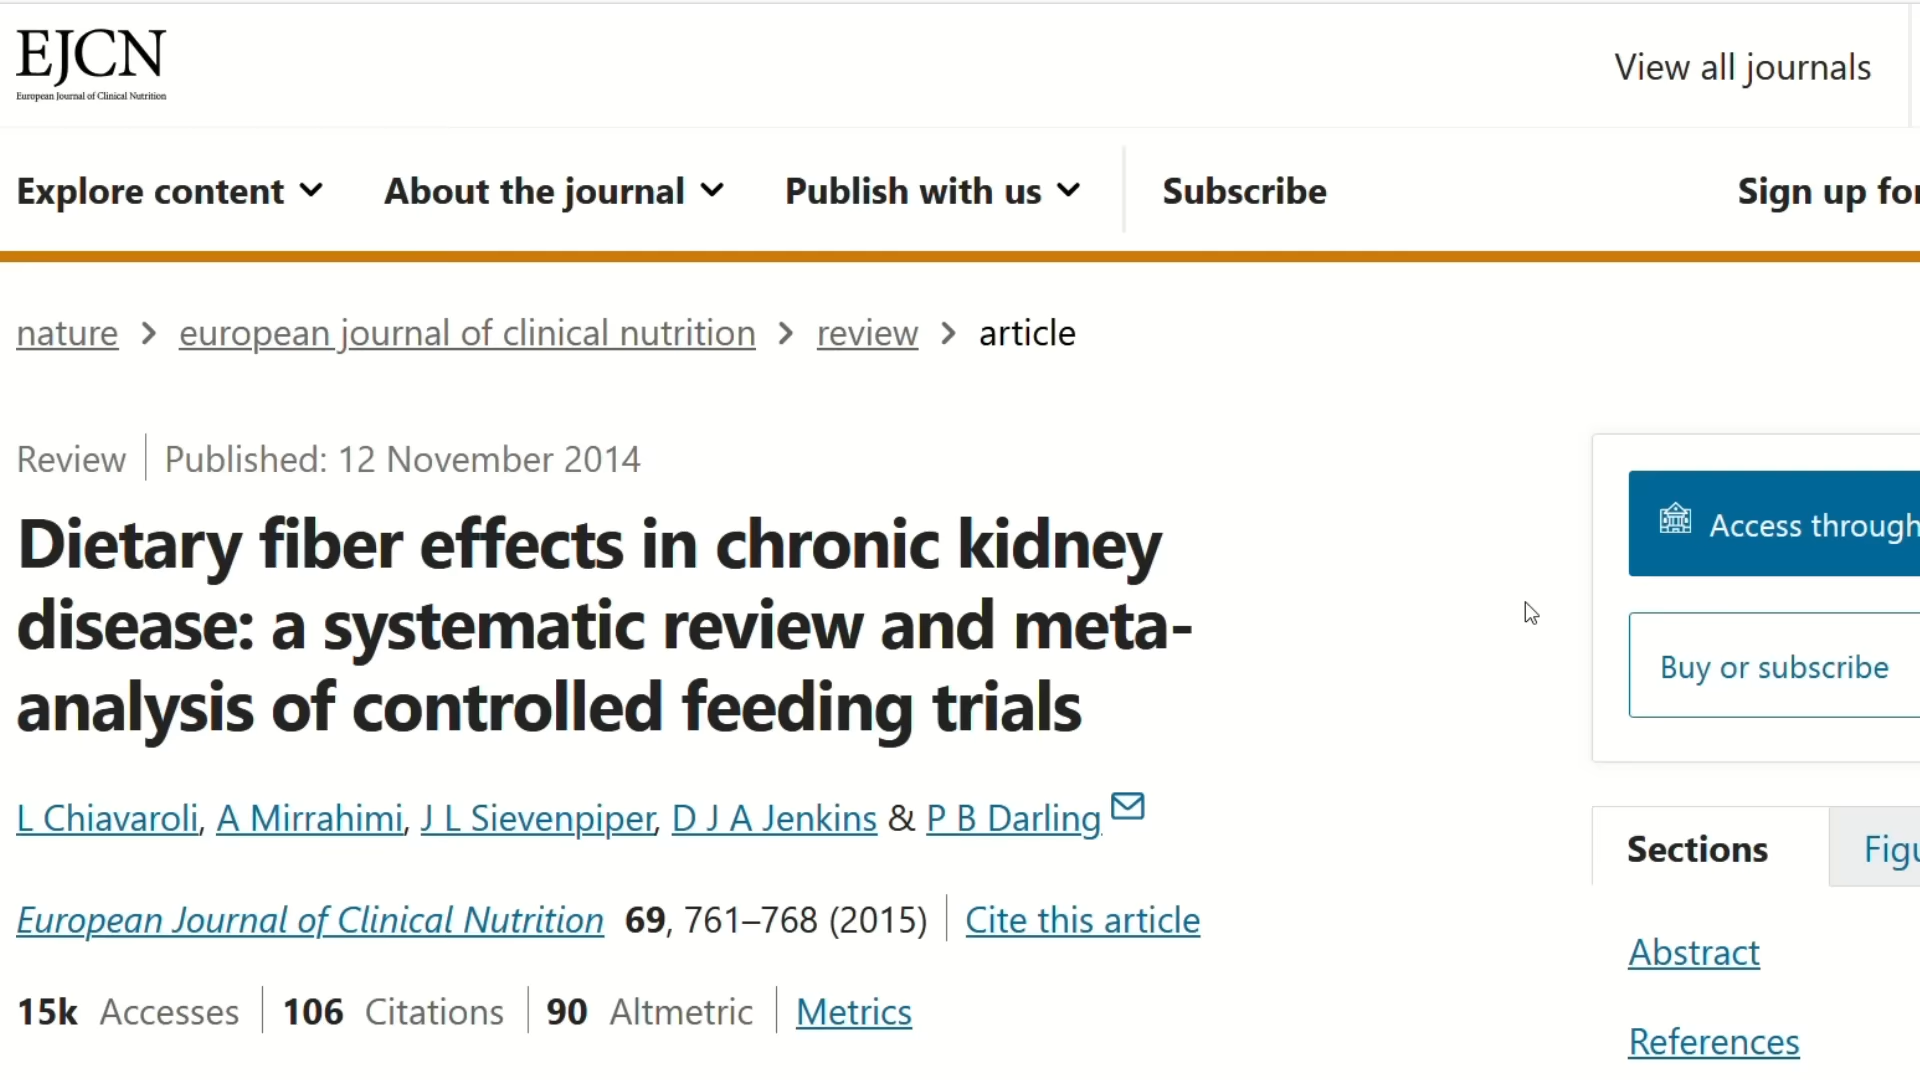 EJCN
European Journal of Clinical Nutrition
View all journals
Explore content
About the journal
Publish with us
Subscribe
Sign up for
nature > european journal of clinical nutrition > review > article
Review | Published: 12 November 2014
Dietary fiber effects in chronic kidney
disease: a systematic review and meta-
analysis of controlled feeding trials
L Chiavaroli, A Mirrahimi, J L Sievenpiper, D J A Jenkins & P B Darling
European Journal of Clinical Nutrition 69, 761–768 (2015) | Cite this article
15k Accesses | 106 Citations | 90 Altmetric | Metrics
Access through
Buy or subscribe
Sections
Abstract
References